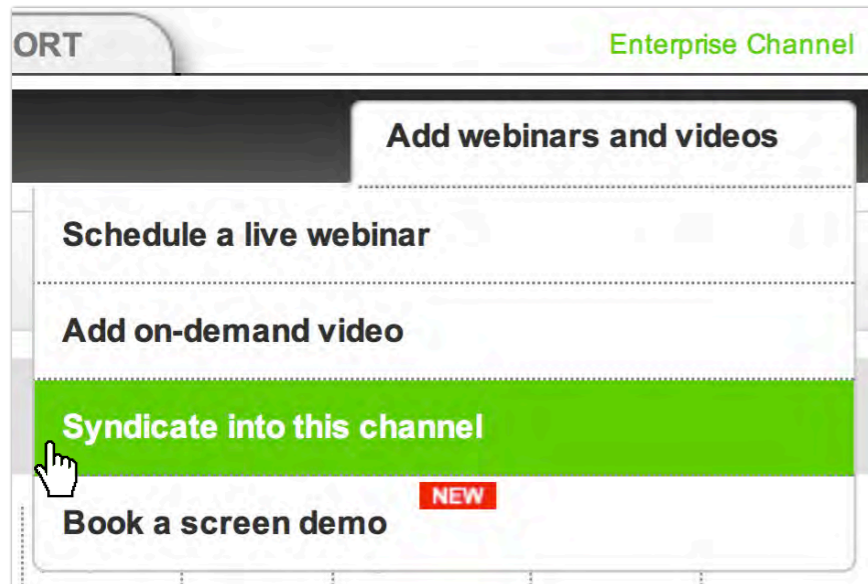 ORT
Enterprise Channel
Add webinars and videos
Schedule a live webinar
Add on-demand video
Syndicate into this channel
NEW
Book a screen demo